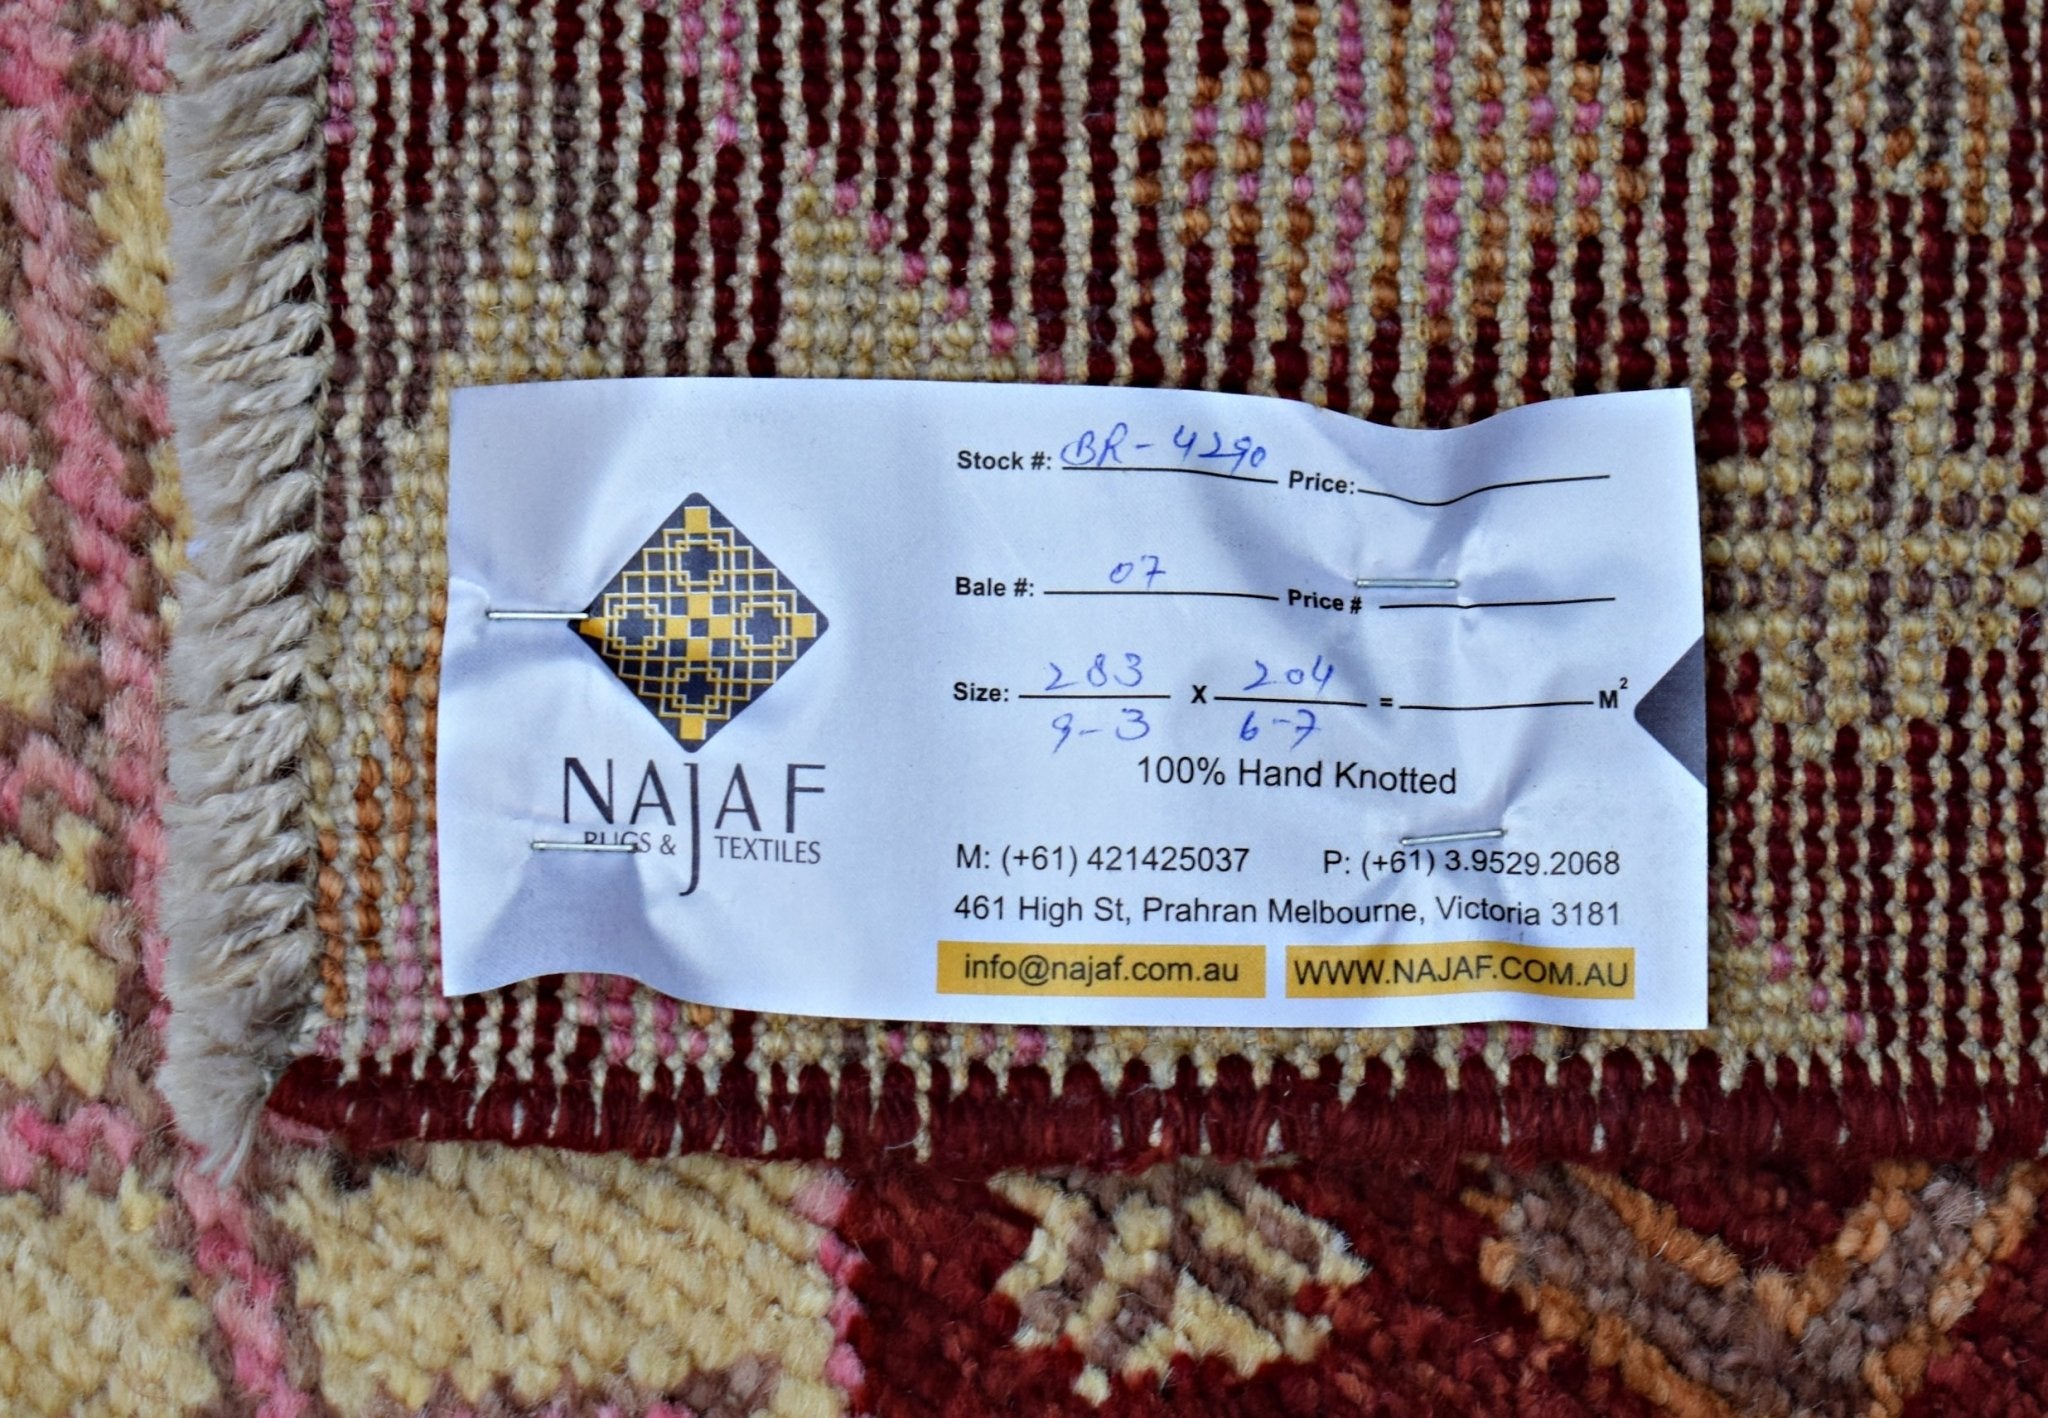 NAJAF
RUGS & TEXTILES
Stock #: BR-4290 Price:
Bale #: 07 Price #
Size: 283 X 204 = M²
9-3 6-7
100% Hand Knotted
M: (+61) 421425037 P: (+61) 3.9529.2068
461 High St, Prahran Melbourne, Victoria 3181
info@najaf.com.au WWW.NAJAF.COM.AU